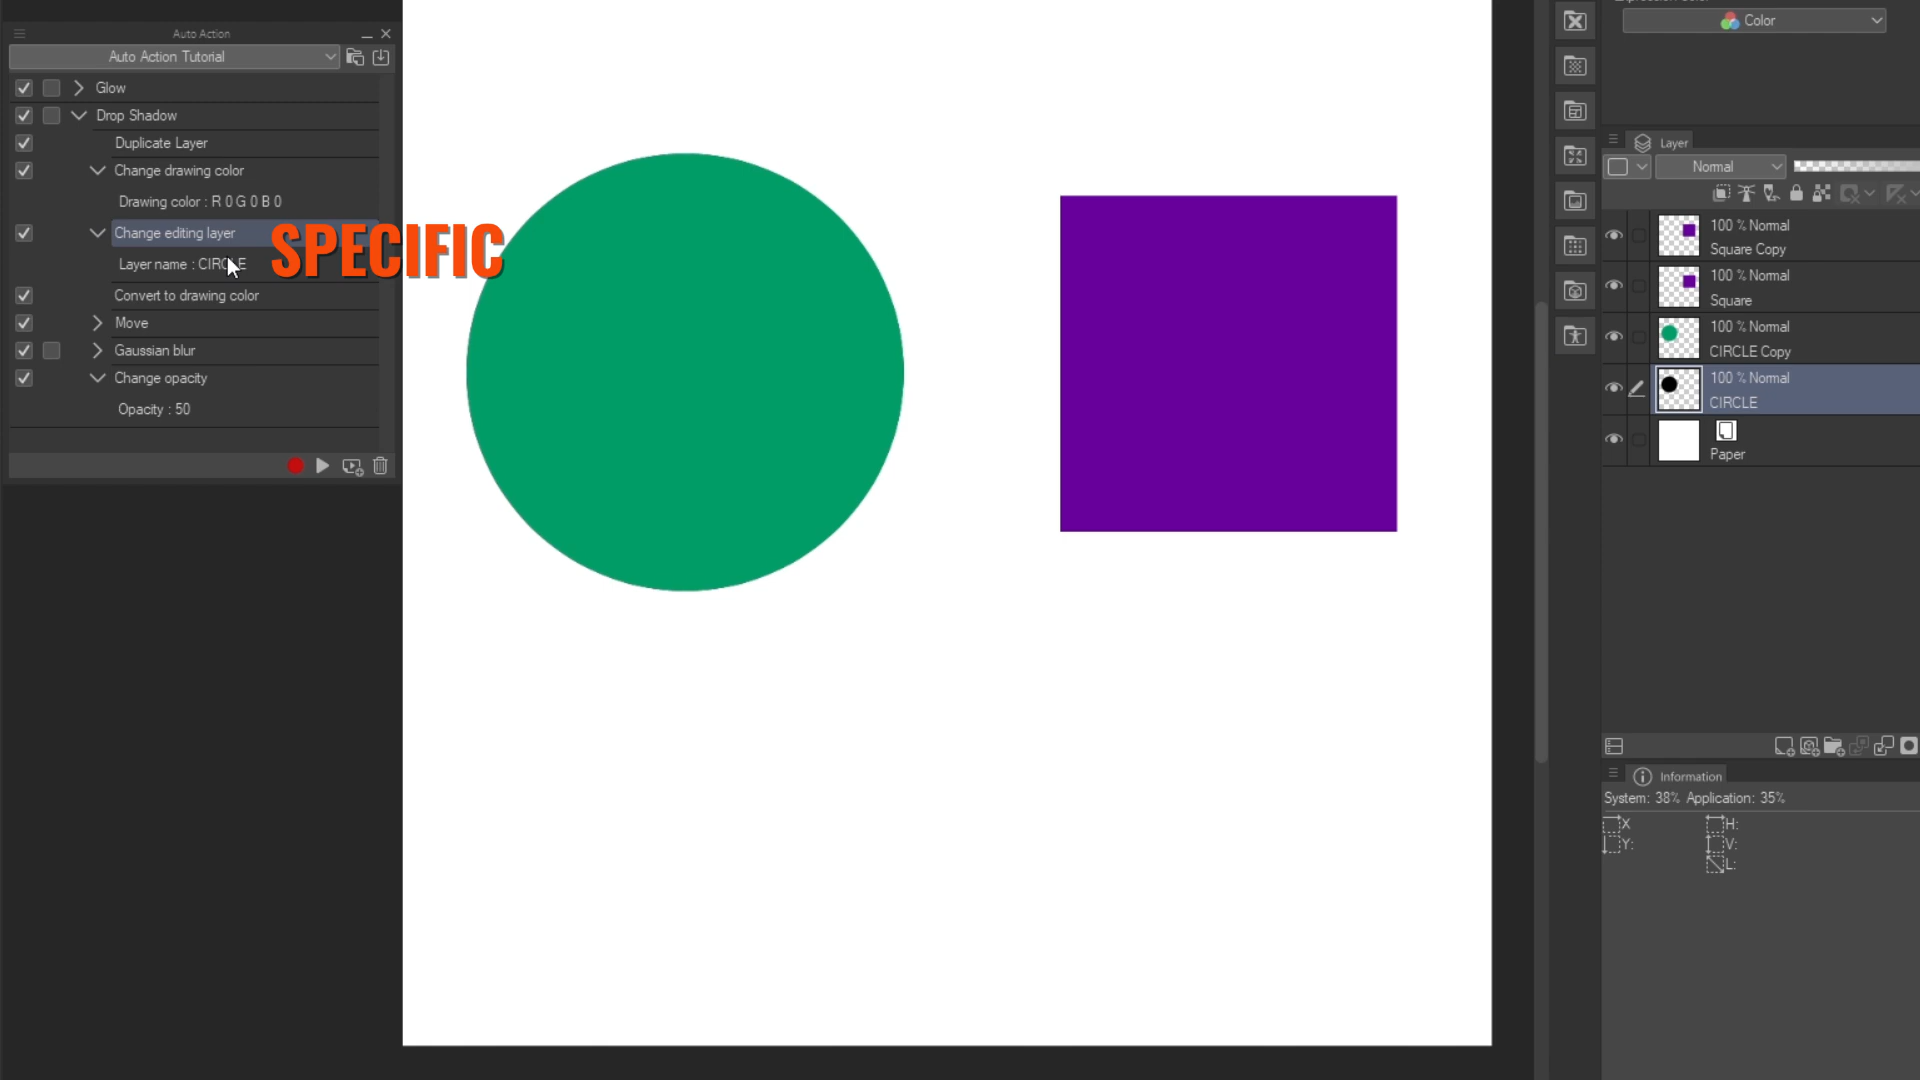 Auto Action
Auto Action Tutorial
Glow
Drop Shadow
Duplicate Layer
Change drawing color
Drawing color : R 0 G 0 B 0
Change editing layer
Layer name : CIRCLE
SPECIFIC
Convert to drawing color
Move
Gaussian blur
Change opacity
Opacity : 50
Color
Layer
Normal
100 % Normal
Square Copy
100 % Normal
Square
100 % Normal
CIRCLE Copy
100 % Normal
CIRCLE
Paper
Information
System: 38% Application: 35%
X H:
Y: V:
L: